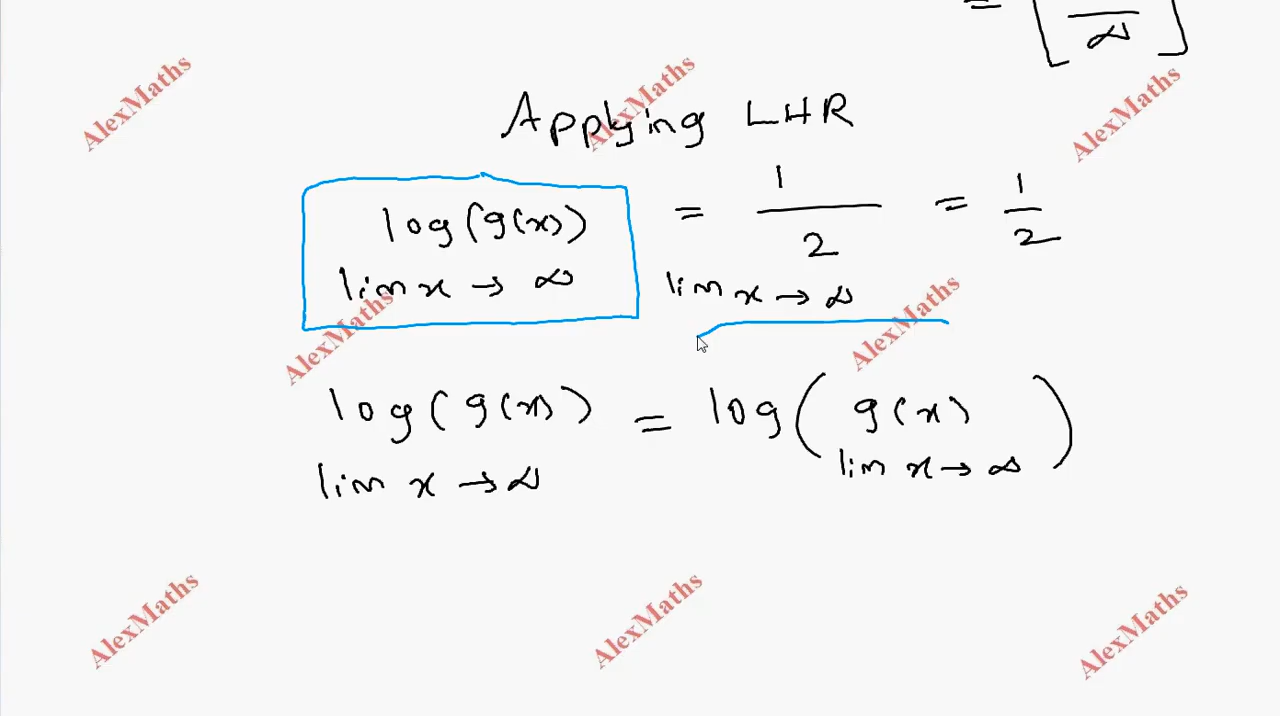 = [ — ∞ ]
Applying LHR
log(g(x)) = 1/2 = 1/2
lim x → ∞ lim x → ∞
log(g(x)) = log(g(x))
lim x → ∞ lim x → ∞
AlexMaths
AlexMaths
AlexMaths
AlexMaths
AlexMaths
AlexMaths
AlexMaths
AlexMaths